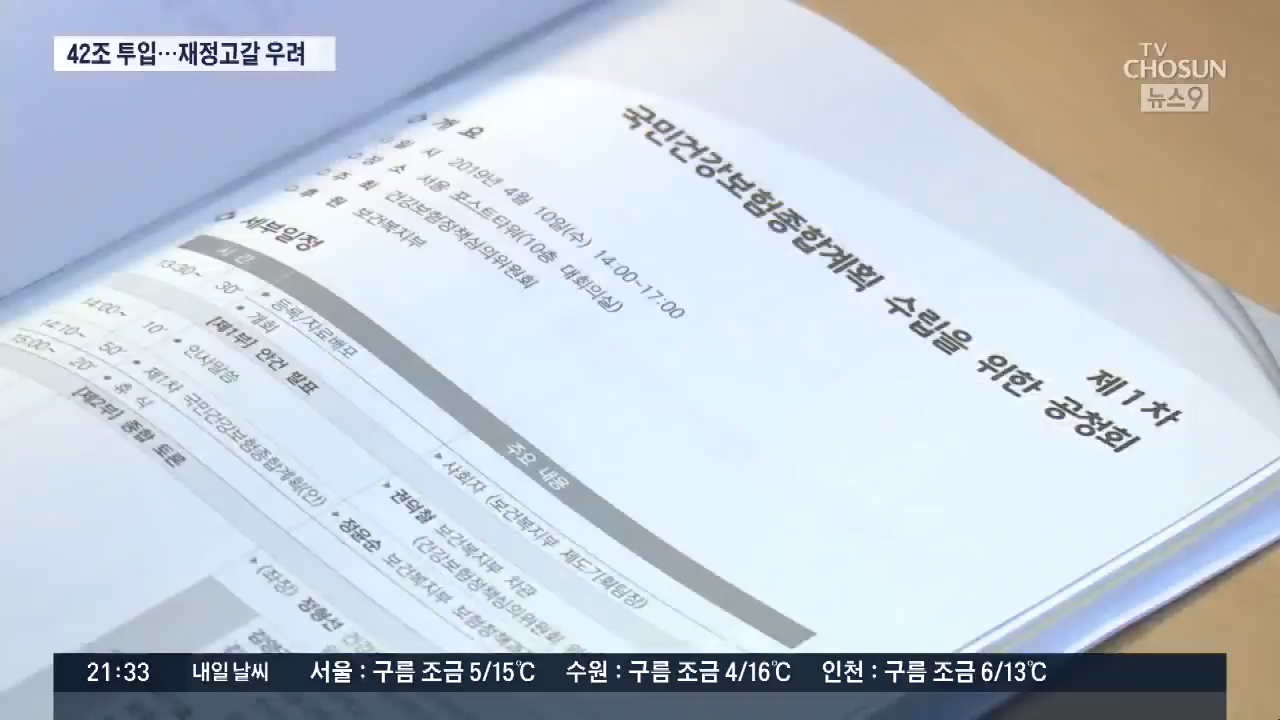 42조 투입…재정고갈 우려
TV
CHOSUN
뉴스9
제1차
국민건강보험종합계획 수립을 위한 공청회
◇ 개 요
○ 일 시 2019년 4월 10일(수) 14:00~17:00
○ 장 소 서울 포스트타워(10층 대회의실)
○ 주 최 건강보험정책심의위원회
○ 후 원 보건복지부
◇ 세부일정
시 간
주요 내용
13:30~ 30' • 등록/자료배포
• 개회 ▸ 사회자 (보건복지부 제도기획팀장)
[제1부] 안건 발표
14:00~ 10' • 인사말씀 ▸ 권덕철 보건복지부 차관
(건강보험정책심의위원회
14:10~ 50' • 제1차 국민건강보험종합계획(안) ▸ 정윤순 보건복지부 보험정책과
15:00~ 20' • 휴 식
[제2부] 종합 토론
▸ (좌장) 정형선
21:33 내일 날씨 서울 : 구름 조금 5/15℃ 수원 : 구름 조금 4/16℃ 인천 : 구름 조금 6/13℃